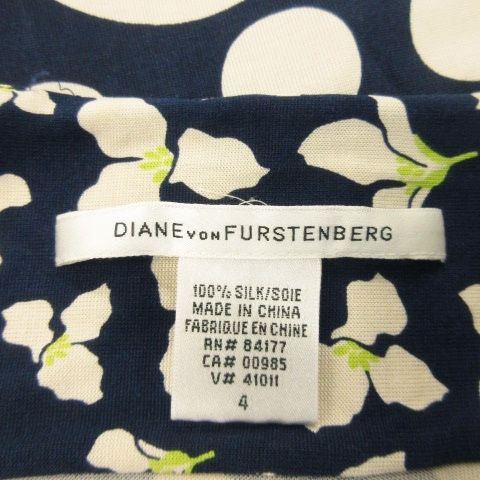 DIANE VON FURSTENBERG
100% SILK/SOIE
MADE IN CHINA
FABRIQUE EN CHINE
RN# 84177
CA# 00985
V# 41011
4